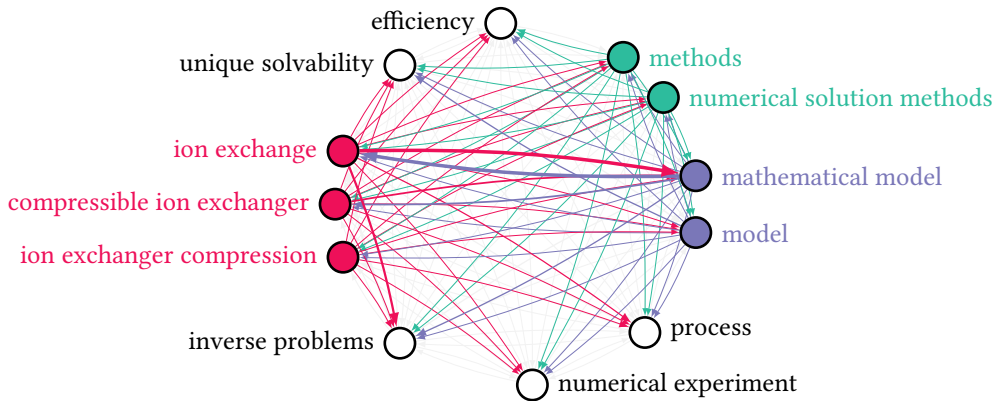 efficiency
unique solvability
methods
numerical solution methods
ion exchange
mathematical model
compressible ion exchanger
model
ion exchanger compression
process
inverse problems
numerical experiment